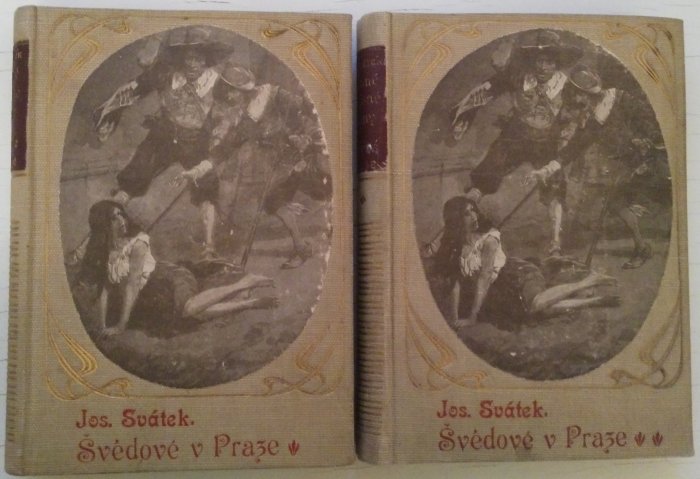 Jos. Svátek.
Švédové v Praze
Jos. Svátek.
Švédové v Praze